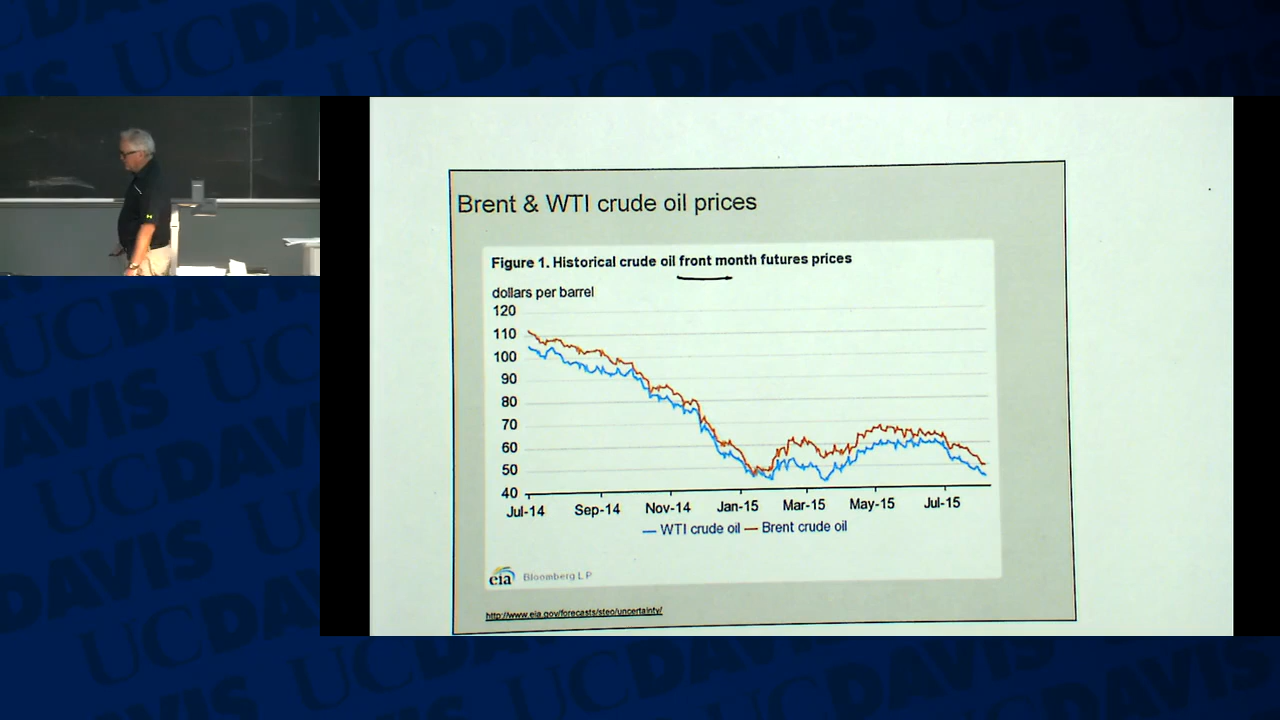 UCDAVIS
Brent & WTI crude oil prices
Figure 1. Historical crude oil front month futures prices
dollars per barrel
120
110
100
90
80
70
60
50
40
Jul-14 Sep-14 Nov-14 Jan-15 Mar-15 May-15 Jul-15
WTI crude oil Brent crude oil
eia Bloomberg L.P
http://www.eia.gov/forecasts/steo/uncertainty/